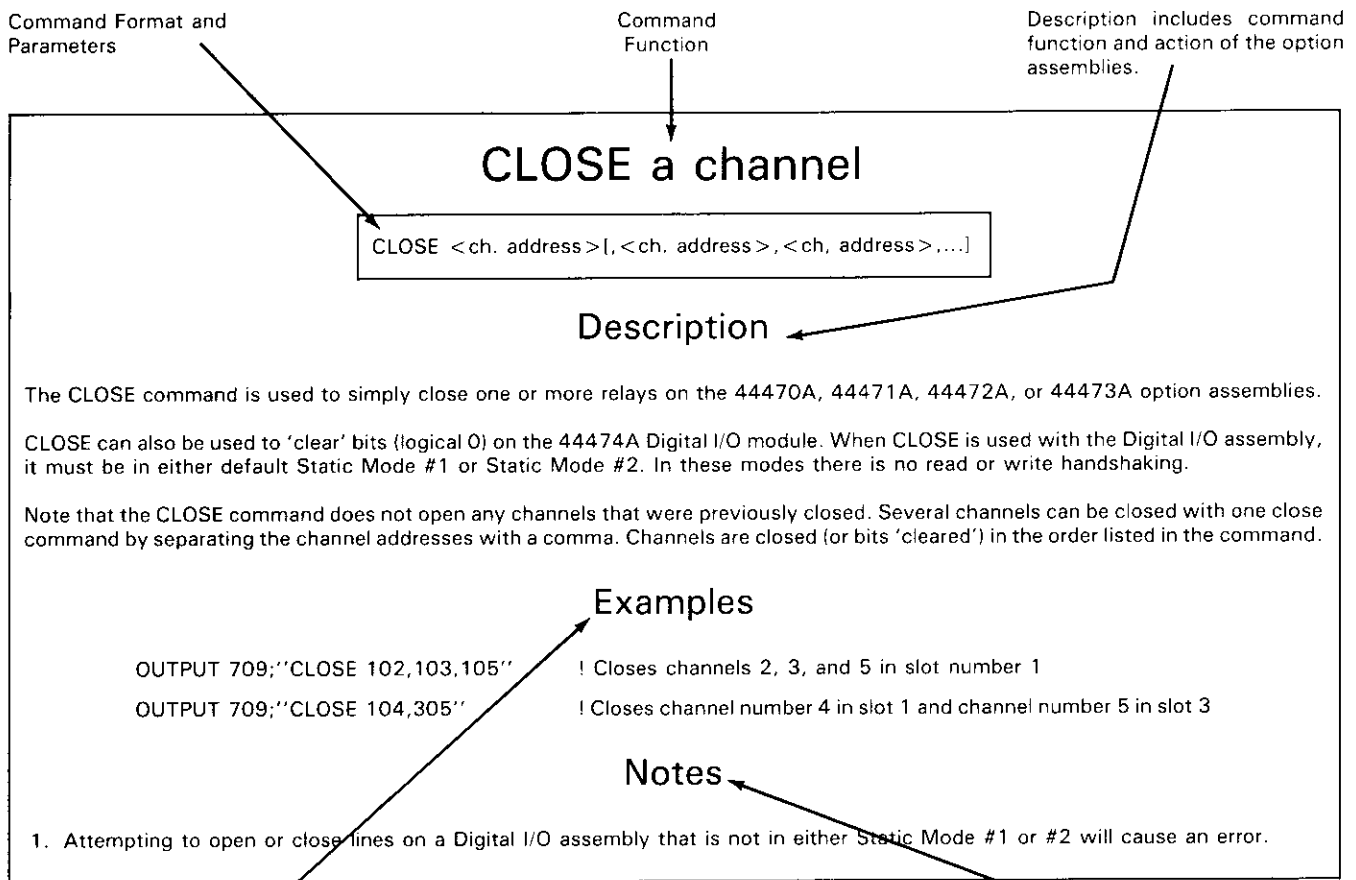 Command Format and
Parameters
Command
Function
Description includes command
function and action of the option
assemblies.
CLOSE a channel
CLOSE <ch. address>[,<ch. address>,<ch, address>,...]
Description
The CLOSE command is used to simply close one or more relays on the 44470A, 44471A, 44472A, or 44473A option assemblies.
CLOSE can also be used to 'clear' bits (logical 0) on the 44474A Digital I/O module. When CLOSE is used with the Digital I/O assembly,
it must be in either default Static Mode #1 or Static Mode #2. In these modes there is no read or write handshaking.
Note that the CLOSE command does not open any channels that were previously closed. Several channels can be closed with one close
command by separating the channel addresses with a comma. Channels are closed (or bits 'cleared') in the order listed in the command.
Examples
OUTPUT 709;''CLOSE 102,103,105'' ! Closes channels 2, 3, and 5 in slot number 1
OUTPUT 709;''CLOSE 104,305'' ! Closes channel number 4 in slot 1 and channel number 5 in slot 3
Notes
1. Attempting to open or close lines on a Digital I/O assembly that is not in either Static Mode #1 or #2 will cause an error.